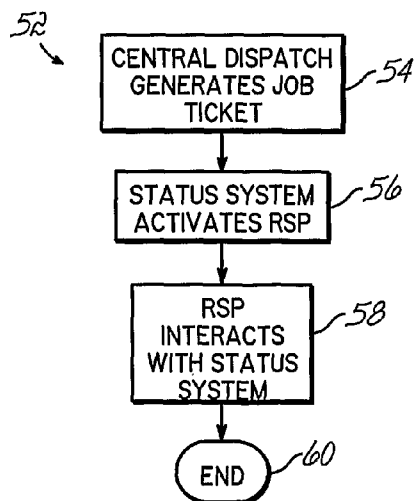 52
CENTRAL DISPATCH
GENERATES JOB
TICKET
54
STATUS SYSTEM
ACTIVATES RSP
56
RSP
INTERACTS
WITH STATUS
SYSTEM
58
END
60